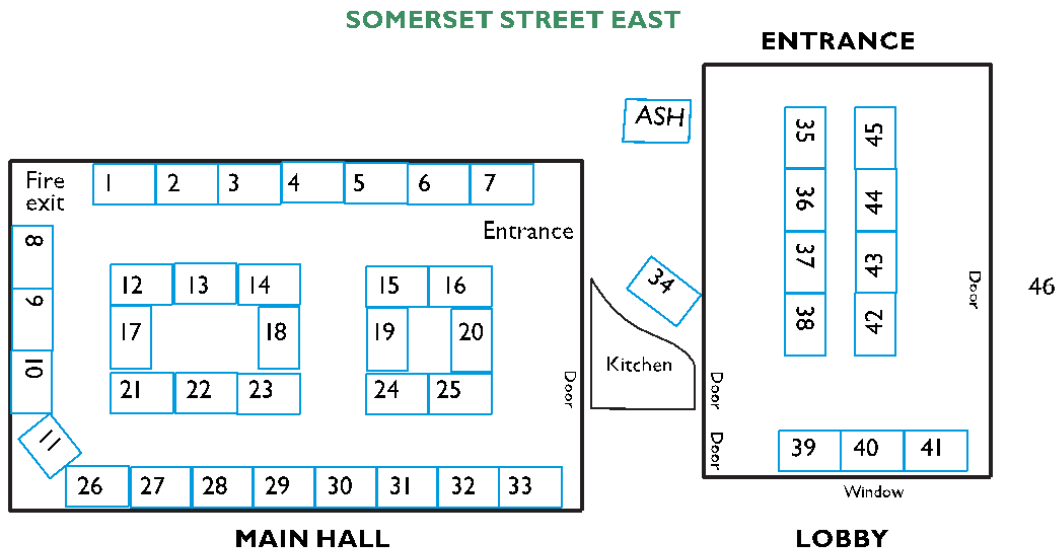 SOMERSET STREET EAST
ENTRANCE
ASH
35 45
Fire exit
1 2 3 4 5 6 7
36 44
Entrance
8
37 43
Door
46
12 13 14 15 16
34
9
17 18 19 20
38 42
10
Kitchen
21 22 23 24 25
Door
Door
11
Door
39 40 41
26 27 28 29 30 31 32 33
Window
MAIN HALL
LOBBY